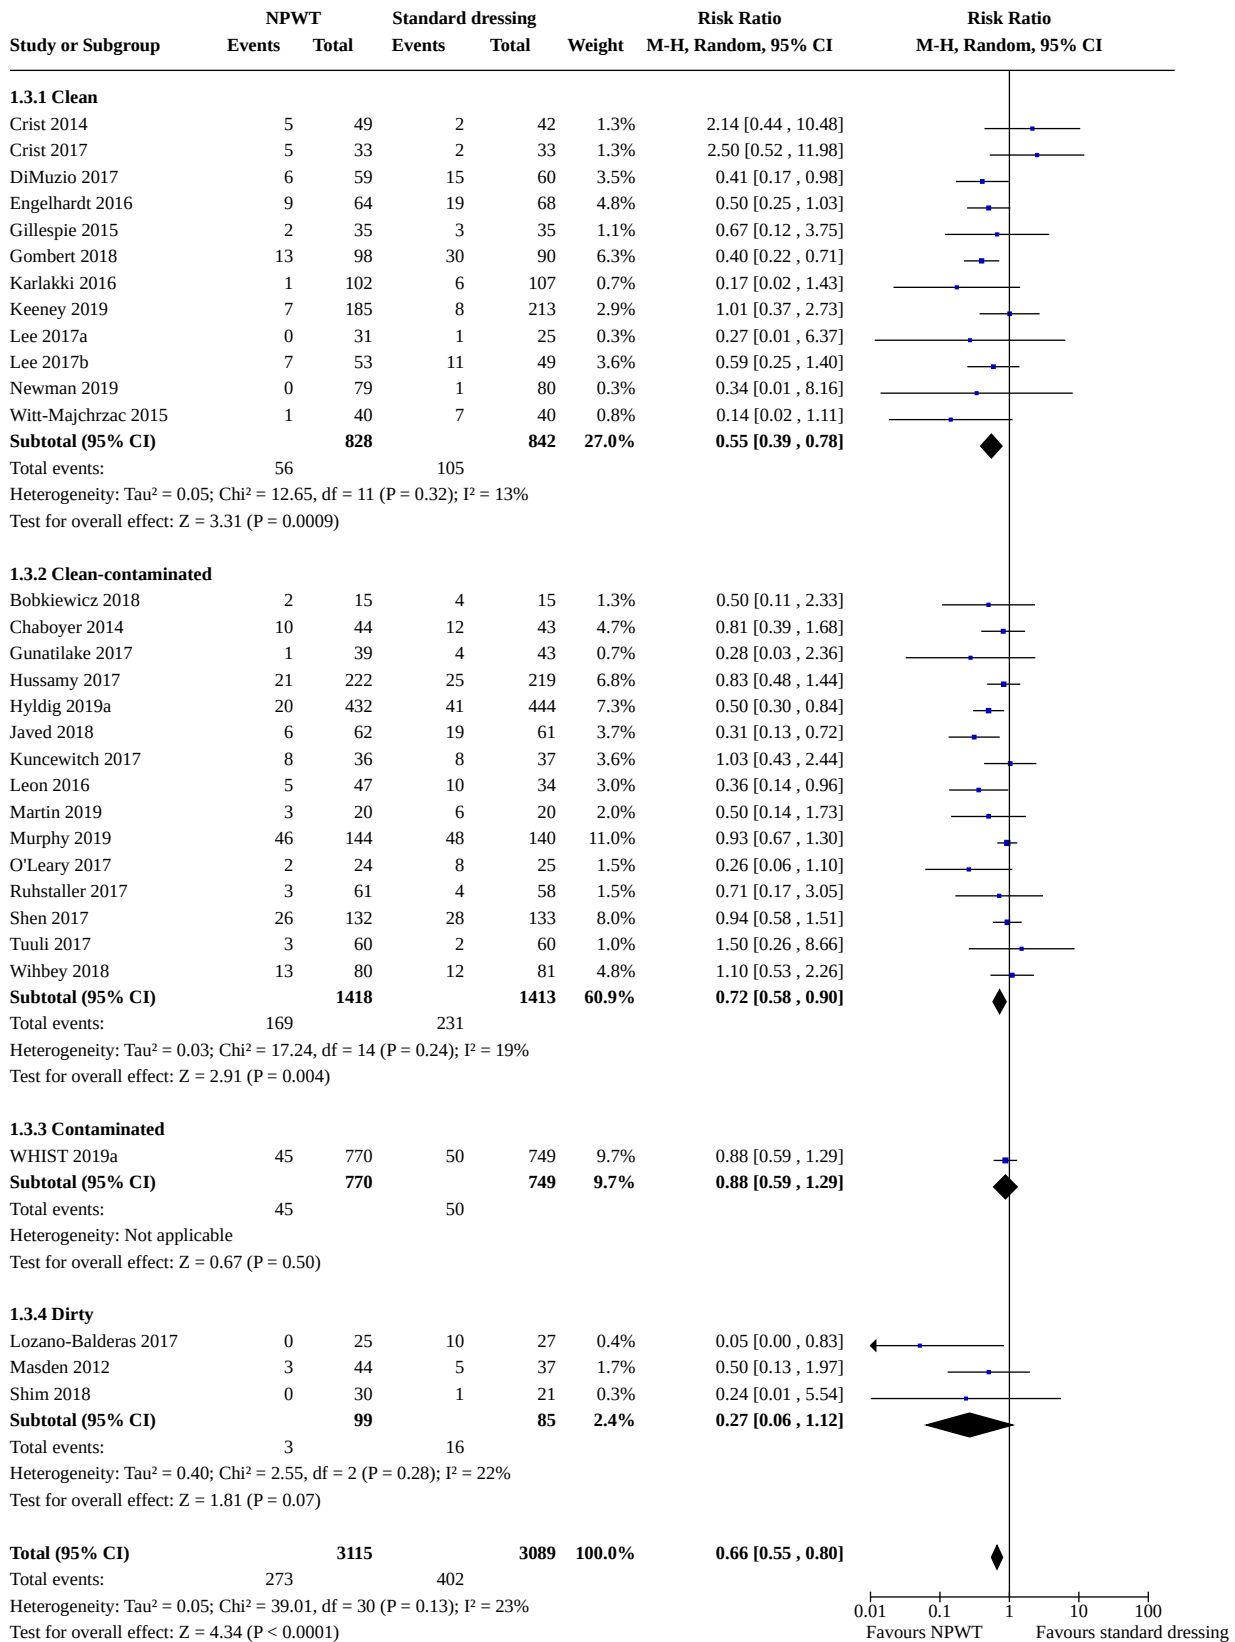 NPWT Standard dressing Risk Ratio Risk Ratio
Study or Subgroup Events Total Events Total Weight M-H, Random, 95% CI M-H, Random, 95% CI
1.3.1 Clean
Crist 2014 5 49 2 42 1.3% 2.14 [0.44 , 10.48]
Crist 2017 5 33 2 33 1.3% 2.50 [0.52 , 11.98]
DiMuzio 2017 6 59 15 60 3.5% 0.41 [0.17 , 0.98]
Engelhardt 2016 9 64 19 68 4.8% 0.50 [0.25 , 1.03]
Gillespie 2015 2 35 3 35 1.1% 0.67 [0.12 , 3.75]
Gombert 2018 13 98 30 90 6.3% 0.40 [0.22 , 0.71]
Karlakki 2016 1 102 6 107 0.7% 0.17 [0.02 , 1.43]
Keeney 2019 7 185 8 213 2.9% 1.01 [0.37 , 2.73]
Lee 2017a 0 31 1 25 0.3% 0.27 [0.01 , 6.37]
Lee 2017b 7 53 11 49 3.6% 0.59 [0.25 , 1.40]
Newman 2019 0 79 1 80 0.3% 0.34 [0.01 , 8.16]
Witt-Majchrzac 2015 1 40 7 40 0.8% 0.14 [0.02 , 1.11]
Subtotal (95% CI) 828 842 27.0% 0.55 [0.39 , 0.78]
Total events: 56 105
Heterogeneity: Tau² = 0.05; Chi² = 12.65, df = 11 (P = 0.32); I² = 13%
Test for overall effect: Z = 3.31 (P = 0.0009)
1.3.2 Clean-contaminated
Bobkiewicz 2018 2 15 4 15 1.3% 0.50 [0.11 , 2.33]
Chaboyer 2014 10 44 12 43 4.7% 0.81 [0.39 , 1.68]
Gunatilake 2017 1 39 4 43 0.7% 0.28 [0.03 , 2.36]
Hussamy 2017 21 222 25 219 6.8% 0.83 [0.48 , 1.44]
Hyldig 2019a 20 432 41 444 7.3% 0.50 [0.30 , 0.84]
Javed 2018 6 62 19 61 3.7% 0.31 [0.13 , 0.72]
Kuncewitch 2017 8 36 8 37 3.6% 1.03 [0.43 , 2.44]
Leon 2016 5 47 10 34 3.0% 0.36 [0.14 , 0.96]
Martin 2019 3 20 6 20 2.0% 0.50 [0.14 , 1.73]
Murphy 2019 46 144 48 140 11.0% 0.93 [0.67 , 1.30]
O'Leary 2017 2 24 8 25 1.5% 0.26 [0.06 , 1.10]
Ruhstaller 2017 3 61 4 58 1.5% 0.71 [0.17 , 3.05]
Shen 2017 26 132 28 133 8.0% 0.94 [0.58 , 1.51]
Tuuli 2017 3 60 2 60 1.0% 1.50 [0.26 , 8.66]
Wihbey 2018 13 80 12 81 4.8% 1.10 [0.53 , 2.26]
Subtotal (95% CI) 1418 1413 60.9% 0.72 [0.58 , 0.90]
Total events: 169 231
Heterogeneity: Tau² = 0.03; Chi² = 17.24, df = 14 (P = 0.24); I² = 19%
Test for overall effect: Z = 2.91 (P = 0.004)
1.3.3 Contaminated
WHIST 2019a 45 770 50 749 9.7% 0.88 [0.59 , 1.29]
Subtotal (95% CI) 770 749 9.7% 0.88 [0.59 , 1.29]
Total events: 45 50
Heterogeneity: Not applicable
Test for overall effect: Z = 0.67 (P = 0.50)
1.3.4 Dirty
Lozano-Balderas 2017 0 25 10 27 0.4% 0.05 [0.00 , 0.83]
Masden 2012 3 44 5 37 1.7% 0.50 [0.13 , 1.97]
Shim 2018 0 30 1 21 0.3% 0.24 [0.01 , 5.54]
Subtotal (95% CI) 99 85 2.4% 0.27 [0.06 , 1.12]
Total events: 3 16
Heterogeneity: Tau² = 0.40; Chi² = 2.55, df = 2 (P = 0.28); I² = 22%
Test for overall effect: Z = 1.81 (P = 0.07)
Total (95% CI) 3115 3089 100.0% 0.66 [0.55 , 0.80]
Total events: 273 402
Heterogeneity: Tau² = 0.05; Chi² = 39.01, df = 30 (P = 0.13); I² = 23% 0.01 0.1 1 10 100
Test for overall effect: Z = 4.34 (P < 0.0001) Favours NPWT Favours standard dressing